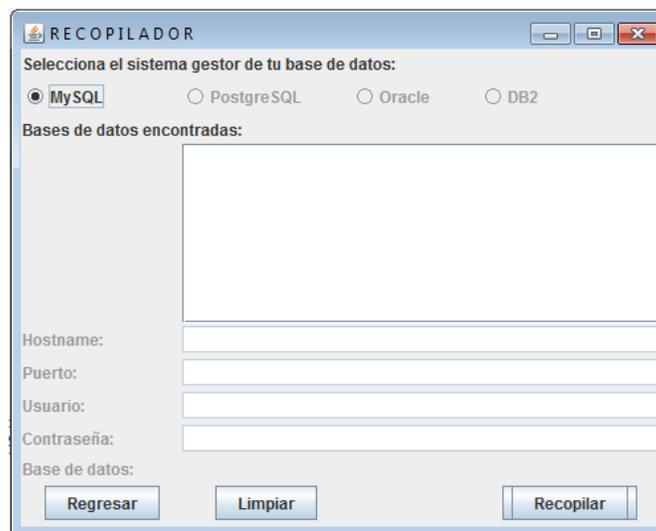 RECOPILADOR
Selecciona el sistema gestor de tu base de datos:
MySQL PostgreSQL Oracle DB2
Bases de datos encontradas:
Hostname:
Puerto:
Usuario:
Contraseña:
Base de datos:
Regresar Limpiar Recopilar